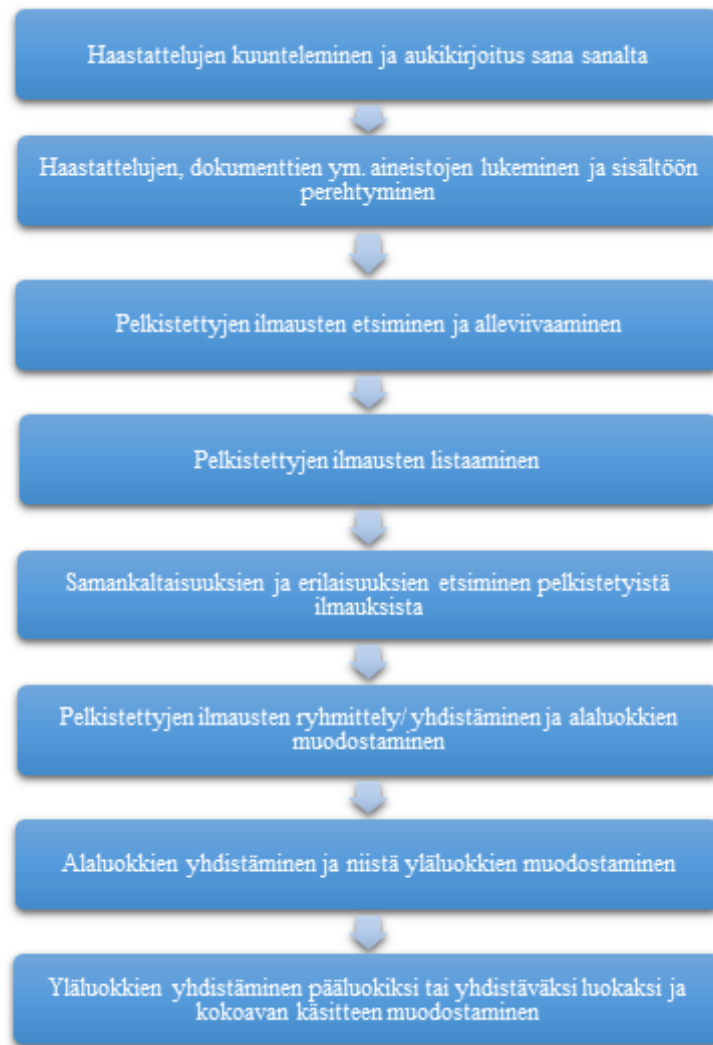 Haastattelujen kuunteleminen ja aukikirjoitus sana sanalta
Haastattelujen, dokumenttien ym. aineistojen lukeminen ja sisältöön
perehtyminen
Pelkistettyjen ilmausten etsiminen ja alleviivaaminen
Pelkistettyjen ilmausten listaaminen
Samankaltaisuuksien ja erilaisuuksien etsiminen pelkistetyistä
ilmauksista
Pelkistettyjen ilmausten ryhmittely/ yhdistäminen ja alaluokkien
muodostaminen
Alaluokkien yhdistäminen ja niistä yläluokkien muodostaminen
Yläluokkien yhdistäminen pääluokiksi tai yhdistäväksi luokaksi ja
kokoavan käsitteen muodostaminen